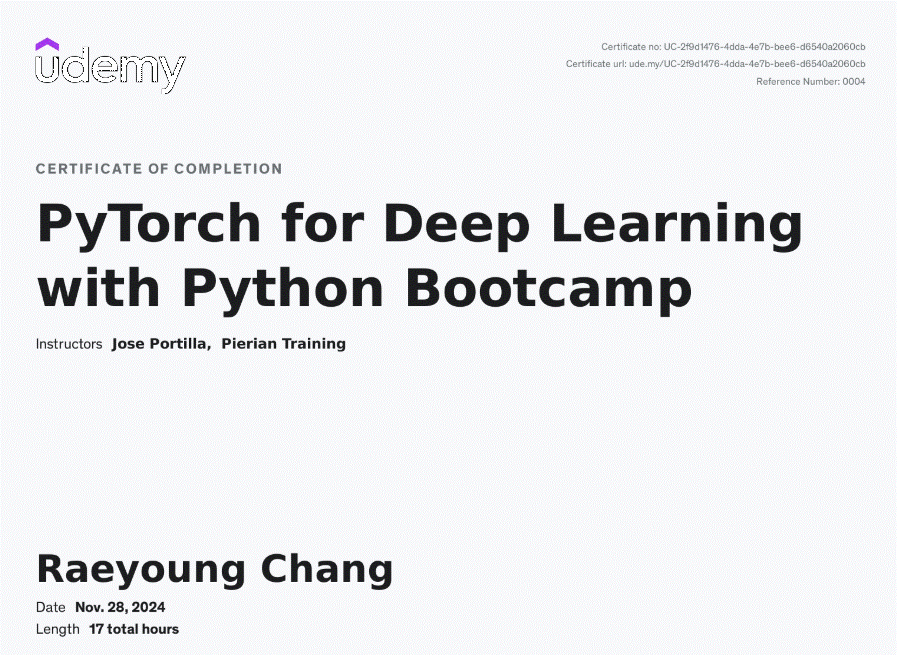 udemy
Certificate no: UC-2f9d1476-4dda-4e7b-bee6-d6540a2060cb
Certificate url: ude.my/UC-2f9d1476-4dda-4e7b-bee6-d6540a2060cb
Reference Number: 0004
CERTIFICATE OF COMPLETION
PyTorch for Deep Learning
with Python Bootcamp
Instructors Jose Portilla, Pierian Training
Raeyoung Chang
Date Nov. 28, 2024
Length 17 total hours